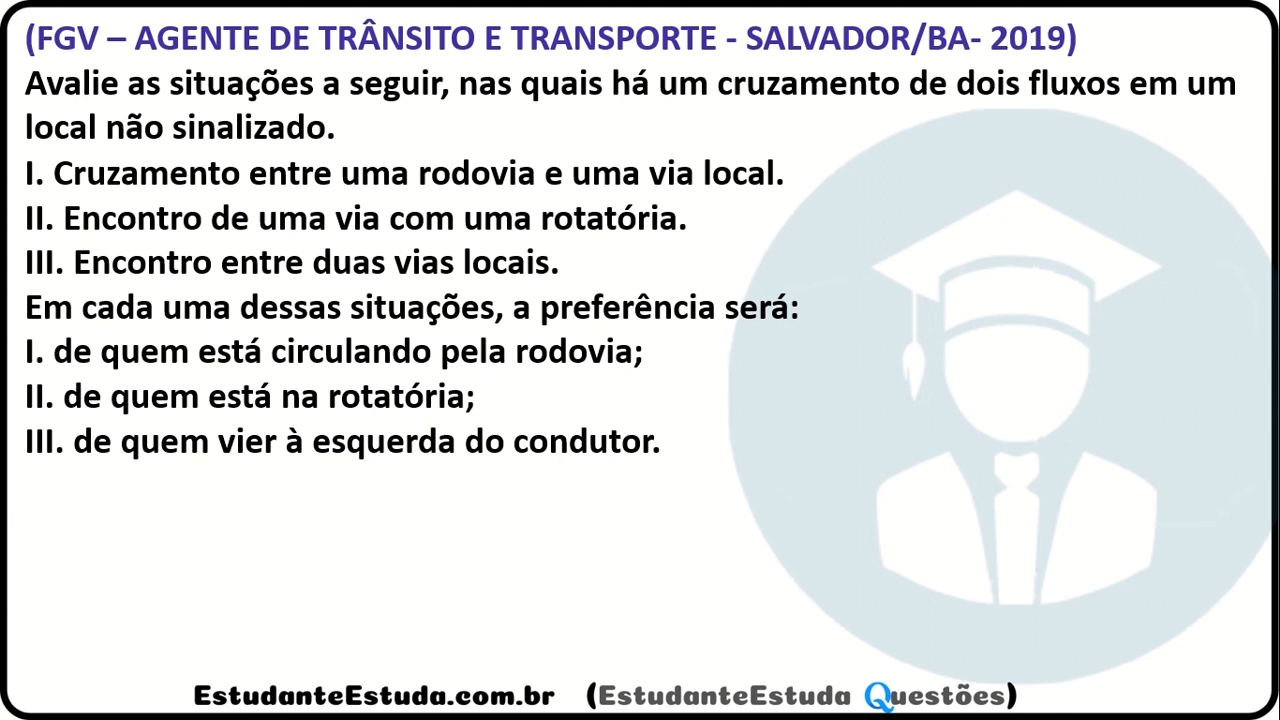 (FGV – AGENTE DE TRÂNSITO E TRANSPORTE - SALVADOR/BA- 2019)
Avalie as situações a seguir, nas quais há um cruzamento de dois fluxos em um
local não sinalizado.
I. Cruzamento entre uma rodovia e uma via local.
II. Encontro de uma via com uma rotatória.
III. Encontro entre duas vias locais.
Em cada uma dessas situações, a preferência será:
I. de quem está circulando pela rodovia;
II. de quem está na rotatória;
III. de quem vier à esquerda do condutor.
EstudanteEstuda.com.br (EstudanteEstuda Questões)